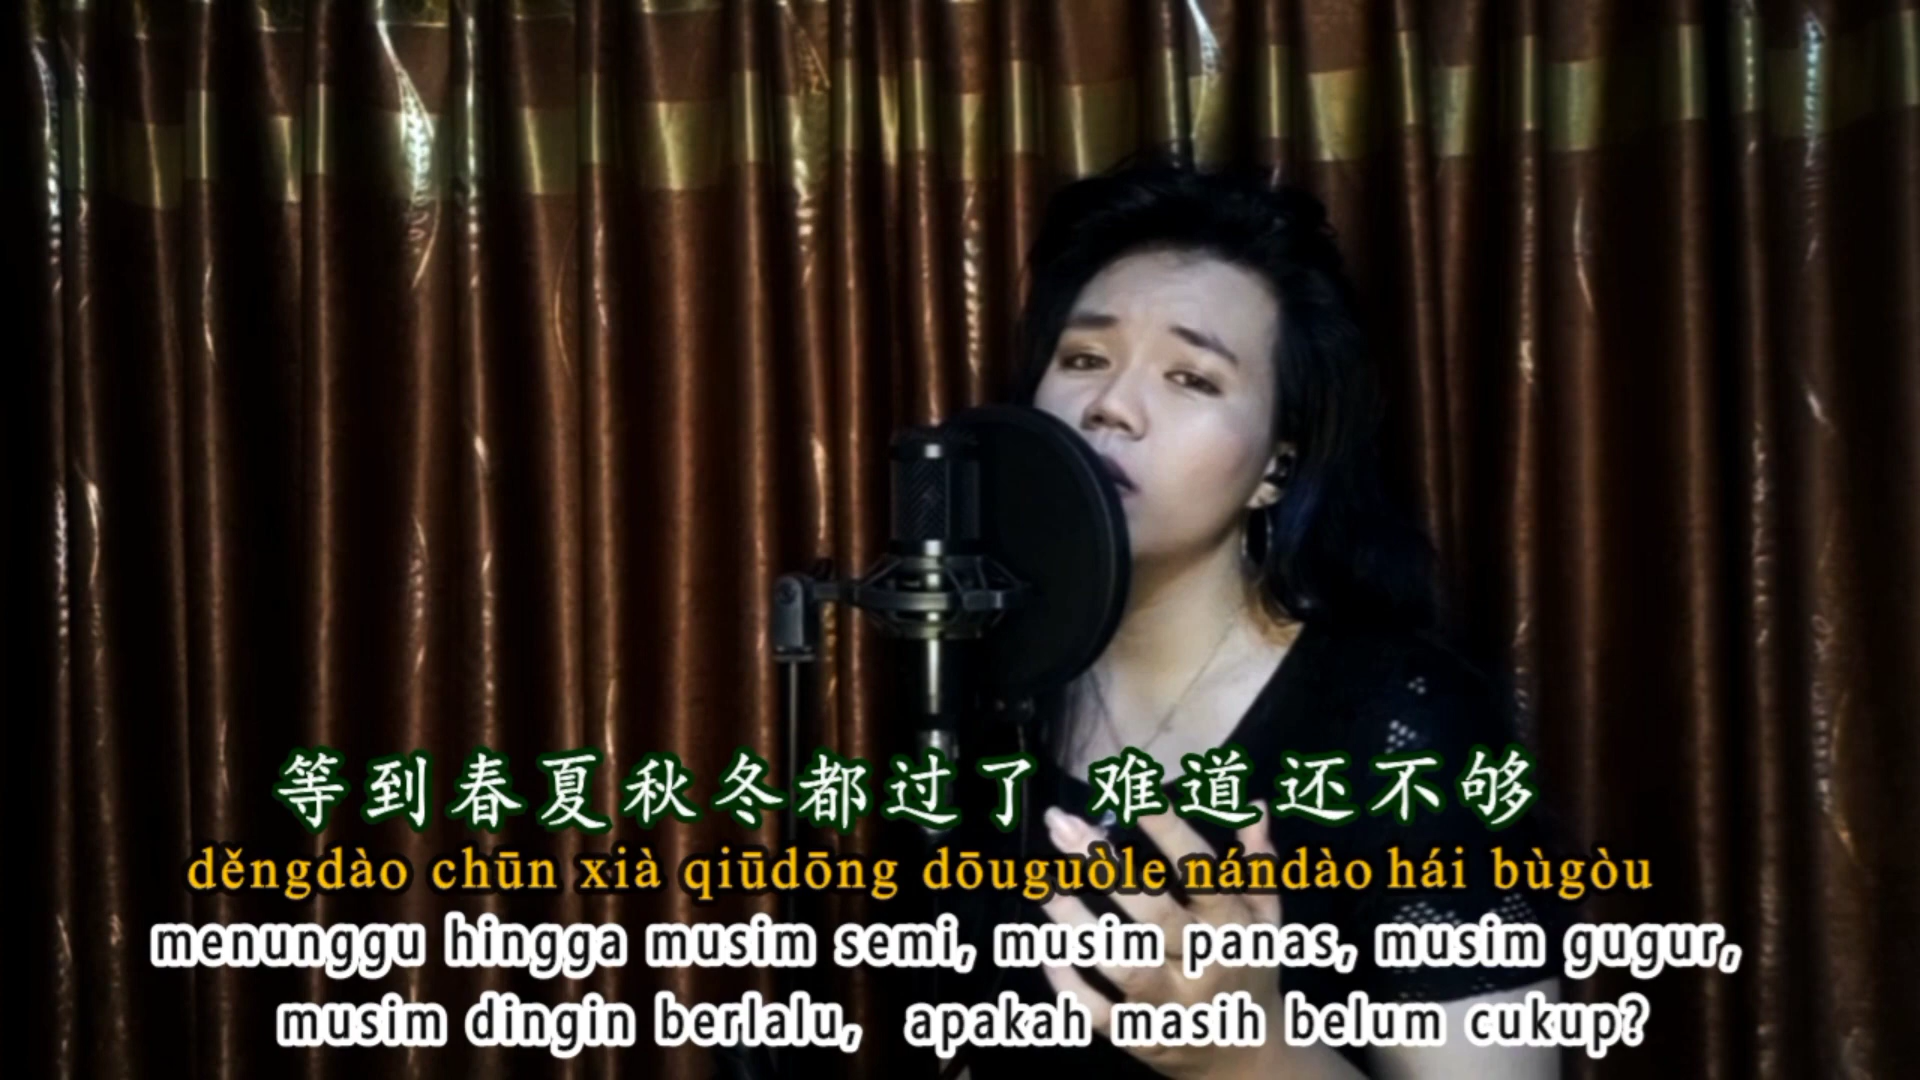 等到春夏秋冬都过了 难道还不够
děngdào chūn xià qiūdōng dōuguòle nándào hái bùgòu
menunggu hingga musim semi, musim panas, musim gugur,
musim dingin berlalu, apakah masih belum cukup?